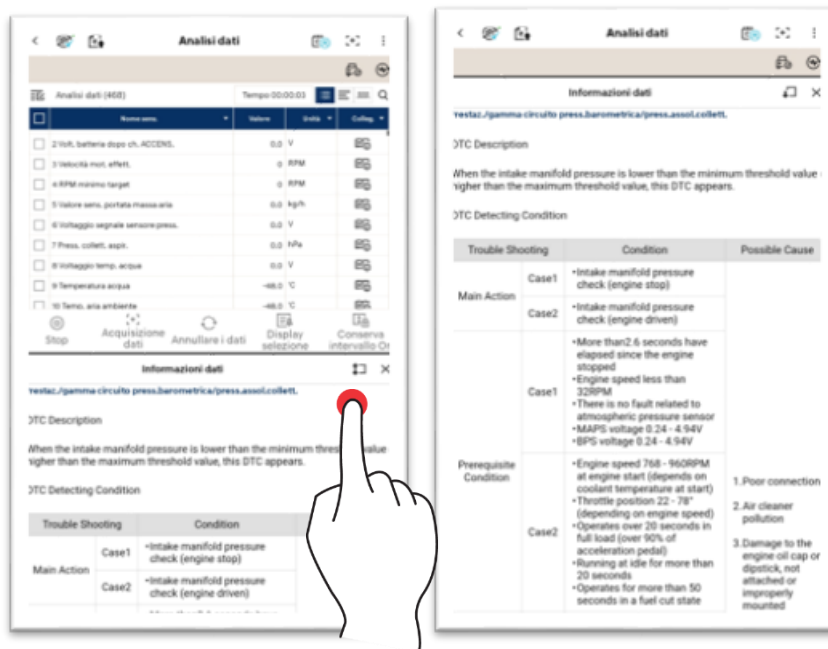 Analisi dati
Analisi dati (468)
Tempo 00:00:03
Nome sens.
Valore
Unità
Colleg.
2 Volt. batteria dopo ch. ACCENS.
0.0
V
3 Velocità mot. effett.
0
RPM
4 RPM minimo target
0
RPM
5 Valore sens. portata massa aria
0.0
kg/h
6 Voltaggio segnale sensore press.
0.0
V
7 Press. collett. aspir.
0.0
hPa
8 Voltaggio temp. acqua
0.0
V
9 Temperatura acqua
-48.0
°C
10 Temp. aria ambiente
-48.0
°C
Stop
Acquisizione
dati
Annullare i dati
Display
selezione
Conserva
intervallo Or
Informazioni dati
restaz./gamma circuito press.barometrica/press.assol.collett.
DTC Description
When the intake manifold pressure is lower than the minimum thres value
higher than the maximum threshold value, this DTC appears.
DTC Detecting Condition
Trouble Shooting
Condition
Main Action
Case1
•Intake manifold pressure
check (engine stop)
Case2
•Intake manifold pressure
check (engine driven)
Analisi dati
Informazioni dati
restaz./gamma circuito press.barometrica/press.assol.collett.
DTC Description
When the intake manifold pressure is lower than the minimum threshold value
higher than the maximum threshold value, this DTC appears.
DTC Detecting Condition
Trouble Shooting
Condition
Possible Cause
Main Action
Case1
•Intake manifold pressure
check (engine stop)
Case2
•Intake manifold pressure
check (engine driven)
Prerequisite
Condition
Case1
•More than2.6 seconds have
elapsed since the engine
stopped
•Engine speed less than
32RPM
•There is no fault related to
atmospheric pressure sensor
•MAPS voltage 0.24 - 4.94V
•BPS voltage 0.24 - 4.94V
Case2
•Engine speed 768 - 960RPM
at engine start (depends on
coolant temperature at start)
•Throttle position 22 - 78°
(depending on engine speed)
•Operates over 20 seconds in
full load (over 90% of
acceleration pedal)
•Running at idle for more than
20 seconds
•Operates for more than 50
seconds in a fuel cut state
1.Poor connection
2.Air cleaner
pollution
3.Damage to the
engine oil cap or
dipstick, not
attached or
improperly
mounted